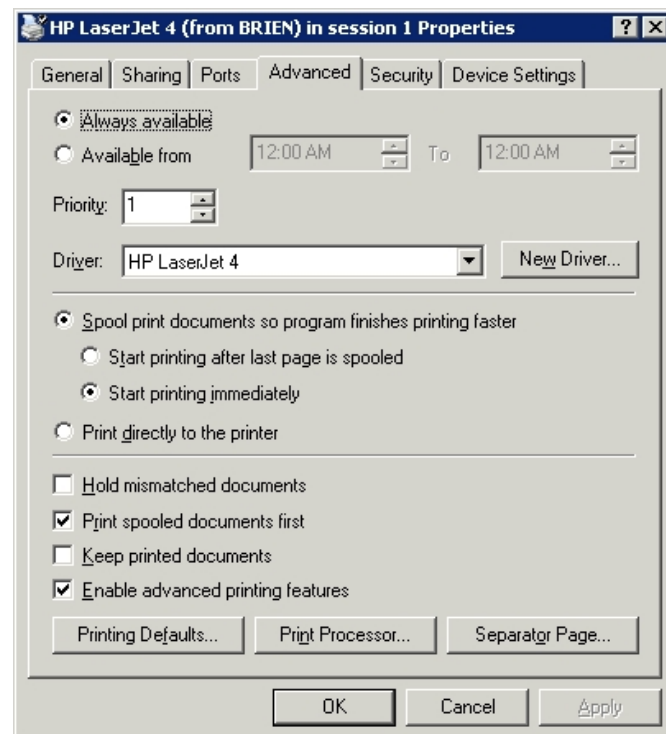 HP LaserJet 4 (from BRIEN) in session 1 Properties
General Sharing Ports Advanced Security Device Settings
Always available
Available from 12:00 AM To 12:00 AM
Priority: 1
Driver: HP LaserJet 4 New Driver...
Spool print documents so program finishes printing faster
Start printing after last page is spooled
Start printing immediately
Print directly to the printer
Hold mismatched documents
Print spooled documents first
Keep printed documents
Enable advanced printing features
Printing Defaults... Print Processor... Separator Page...
OK Cancel Apply